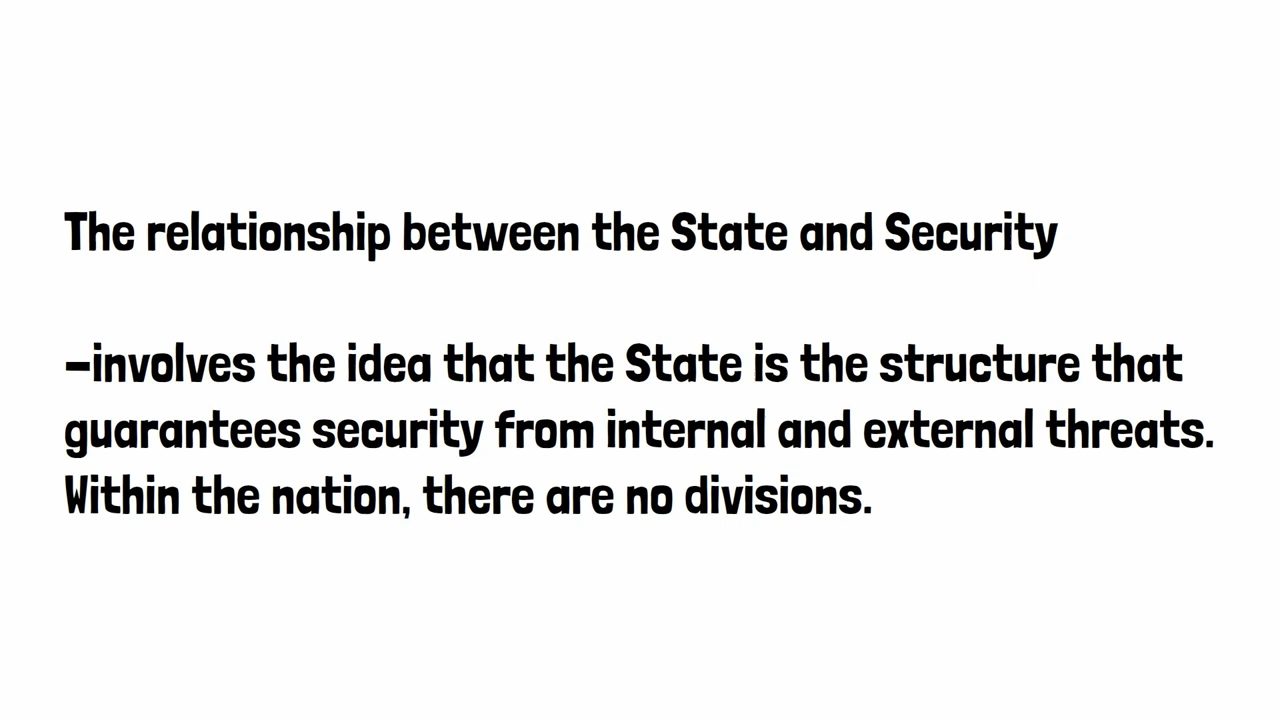 The relationship between the State and Security
–involves the idea that the State is the structure that
guarantees security from internal and external threats.
Within the nation, there are no divisions.